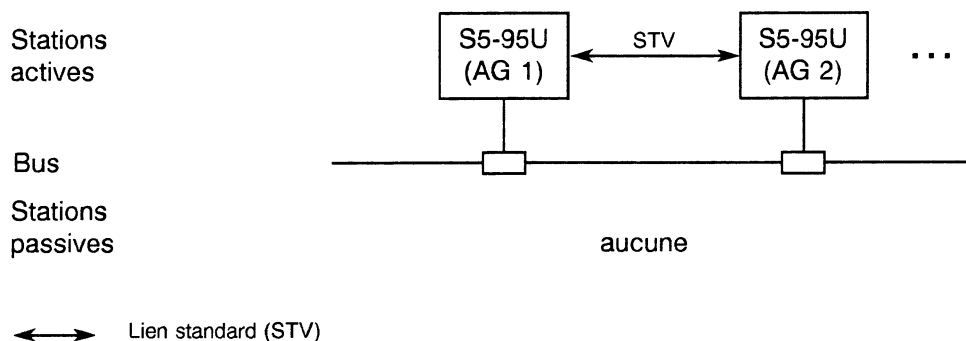 Stations
actives
S5-95U
(AG 1)
STV
S5-95U
(AG 2)
...
Bus
Stations
passives
aucune
Lien standard (STV)